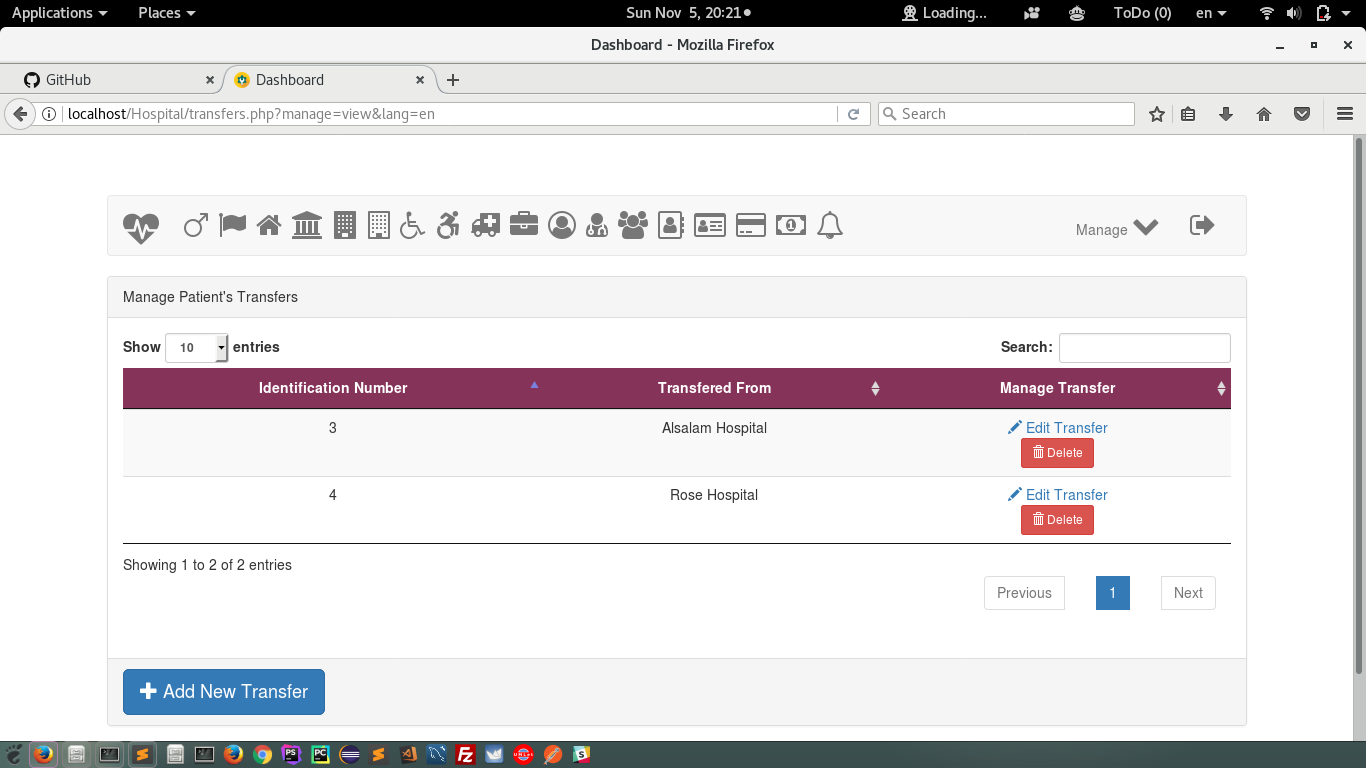 Applications Places Sun Nov 5, 20:21 Loading... ToDo (0) en
Dashboard - Mozilla Firefox
GitHub Dashboard
localhost/Hospital/transfers.php?manage=view&lang=en Search
Manage
Manage Patient's Transfers
Show 10 entries Search:
Identification Number Transfered From Manage Transfer
3 Alsalam Hospital Edit Transfer
Delete
4 Rose Hospital Edit Transfer
Delete
Showing 1 to 2 of 2 entries
Previous 1 Next
Add New Transfer